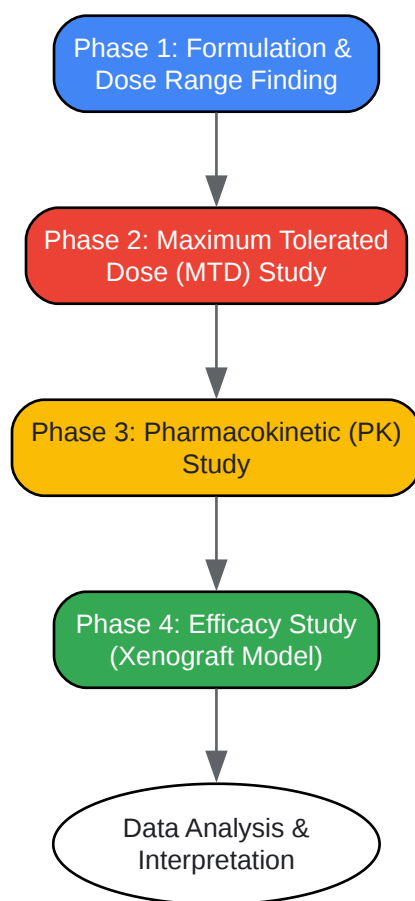 Phase 1: Formulation &
Dose Range Finding
Phase 2: Maximum Tolerated
Dose (MTD) Study
Phase 3: Pharmacokinetic (PK)
Study
Phase 4: Efficacy Study
(Xenograft Model)
Data Analysis &
Interpretation